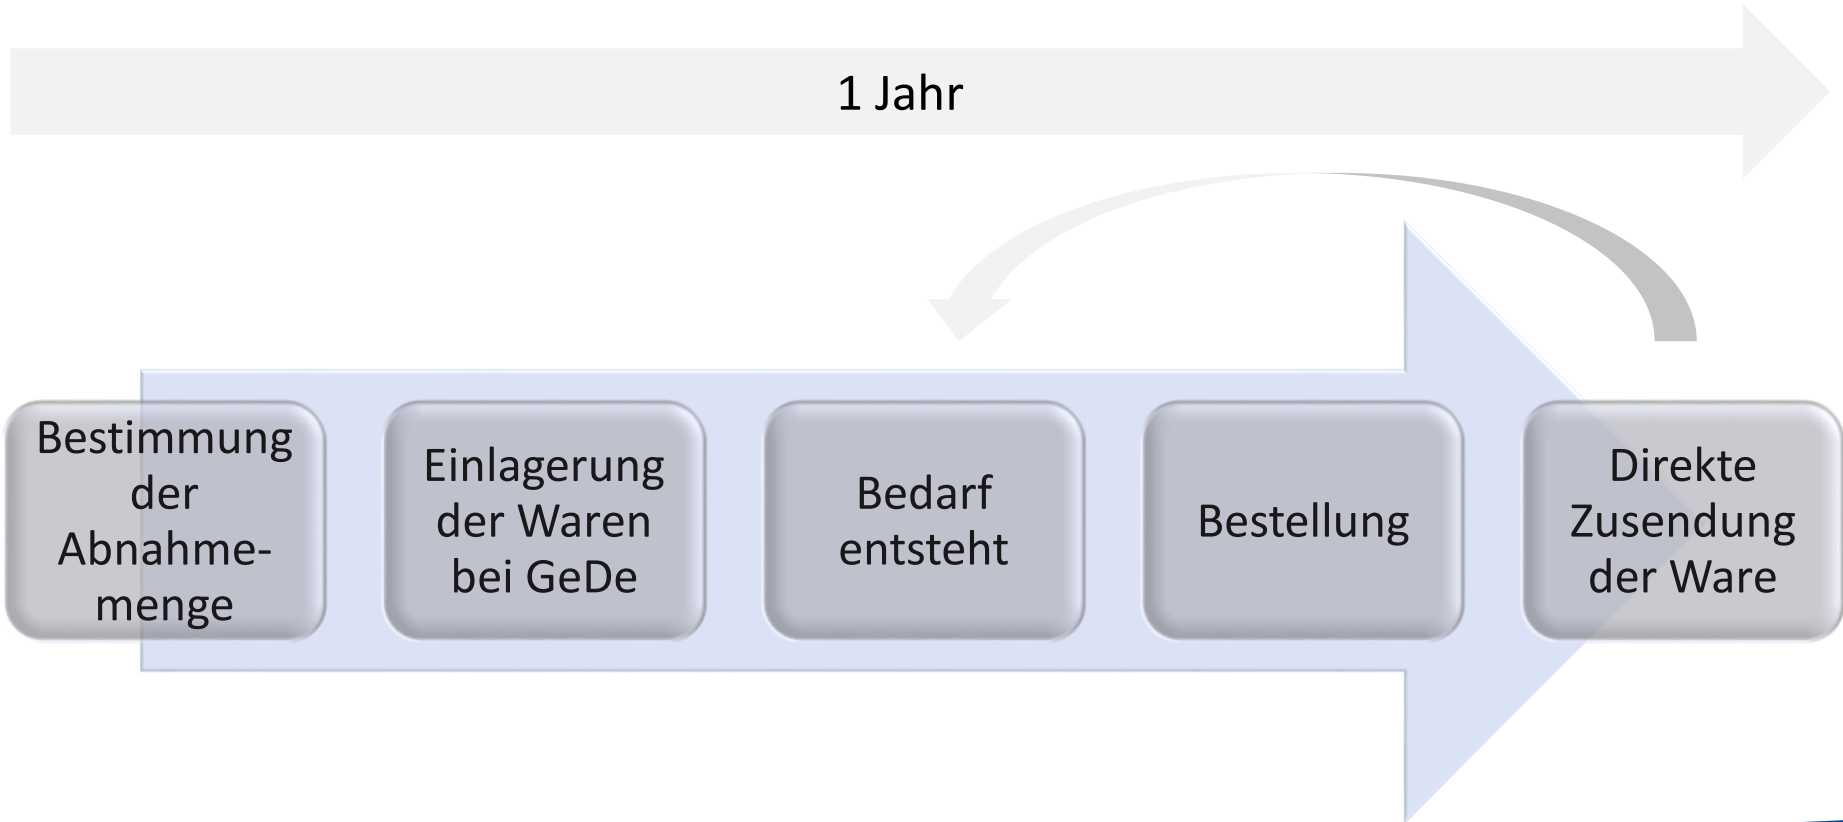 1 Jahr
Bestimmung
der
Abnahme-
menge
Einlagerung
der Waren
bei GeDe
Bedarf
entsteht
Bestellung
Direkte
Zusendung
der Ware